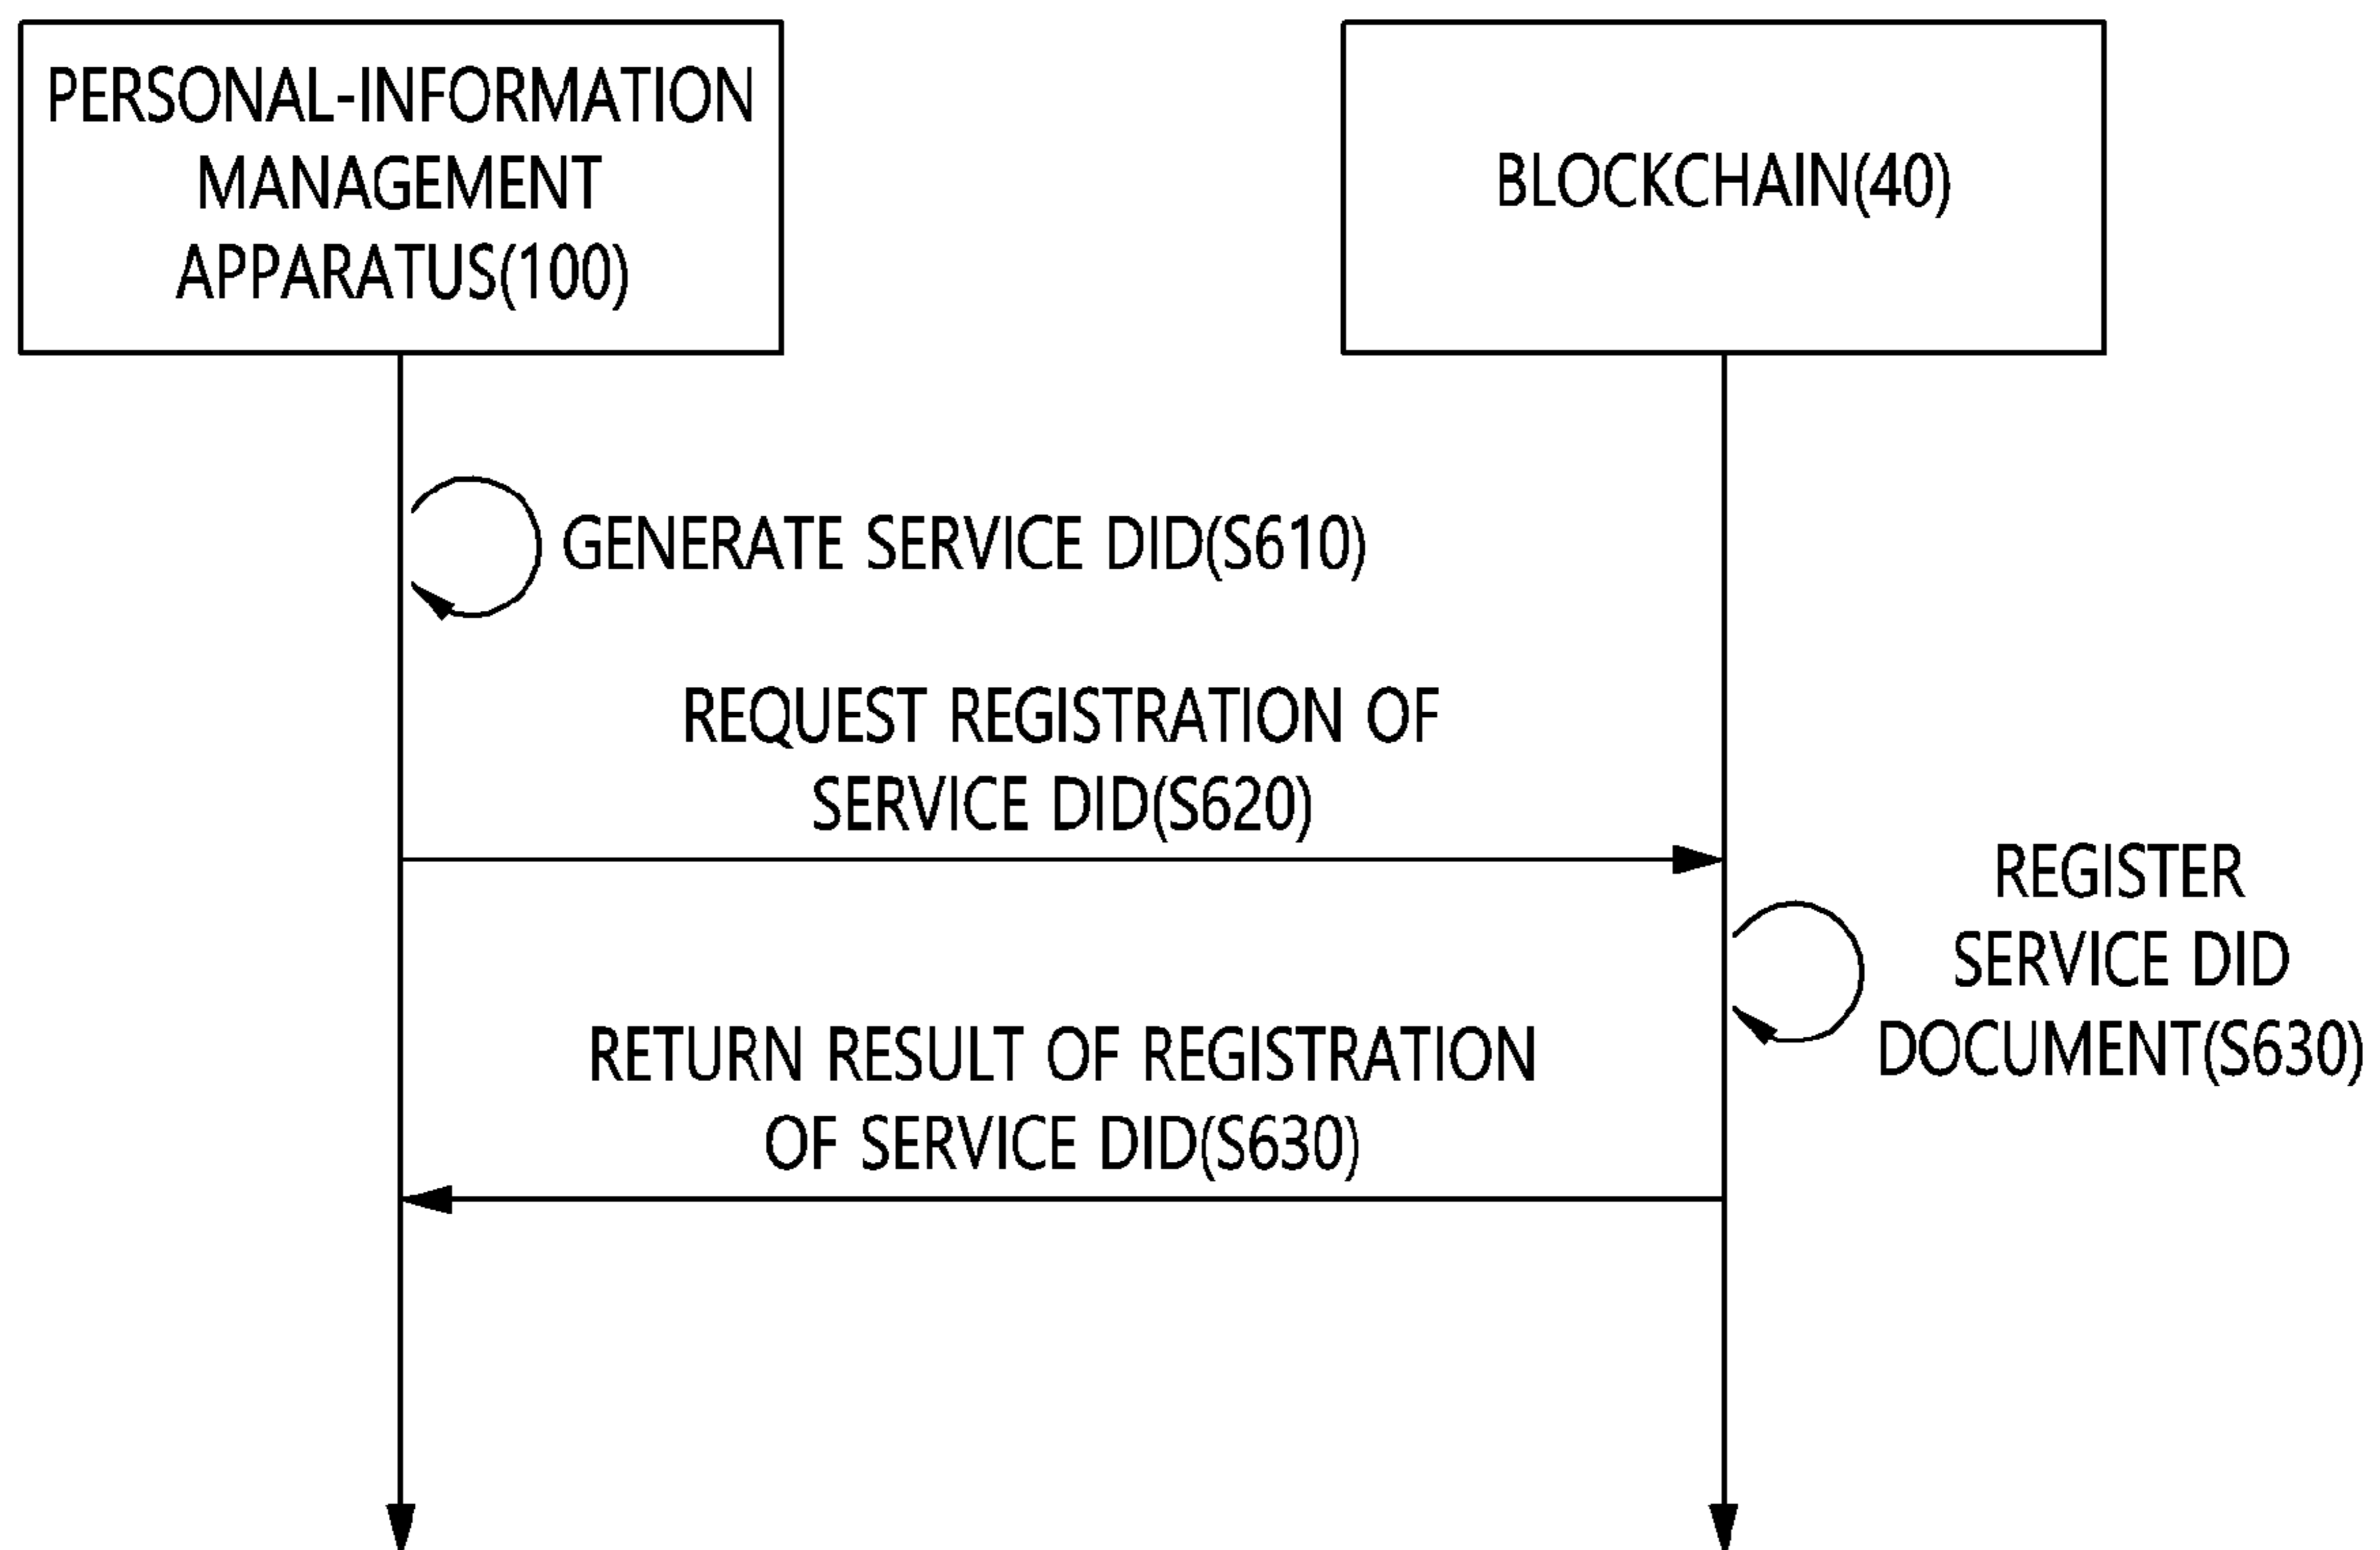 PERSONAL-INFORMATION
MANAGEMENT
APPARATUS(100)
BLOCKCHAIN(40)
GENERATE SERVICE DID(S610)
REQUEST REGISTRATION OF
SERVICE DID(S620)
REGISTER
SERVICE DID
DOCUMENT(S630)
RETURN RESULT OF REGISTRATION
OF SERVICE DID(S630)